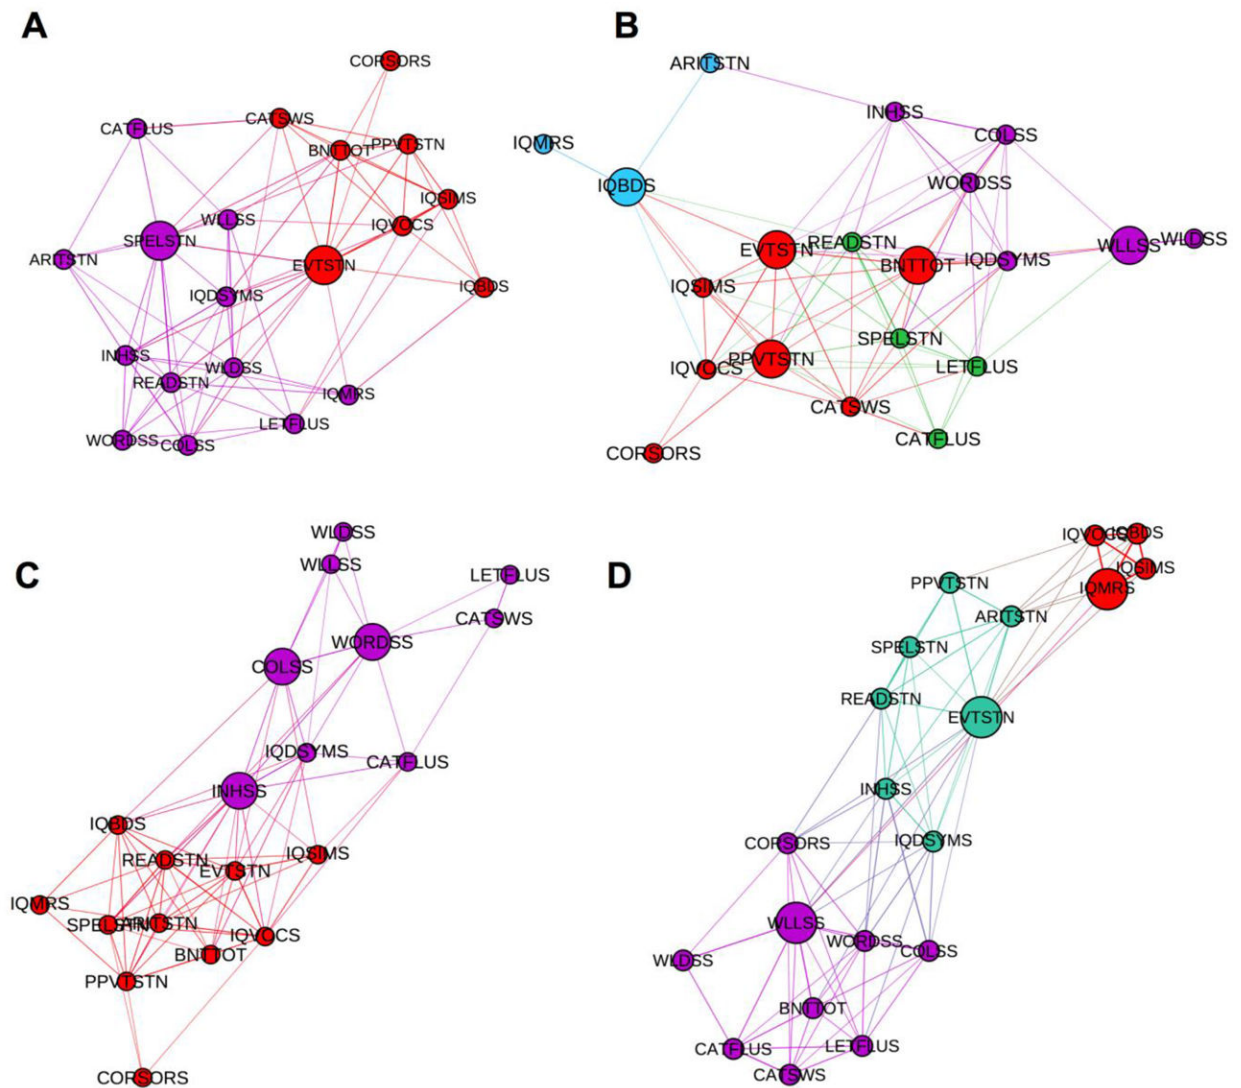 A
CORSORS
CATSWS
CATFLUS
BNTTOT
PPVTSTN
IQSIMS
WLLSS
IQVOCS
SPELSTN
ARITSTN
EVTSTN
IQBDS
IQDSYMS
INHSS
WLDSS
READSTN
IQMRS
LETFLUS
WORDSS
COLSS
B
ARITSTN
INHSS
COLSS
IQMRS
IQBDS
WORDSS
EVTSTN
READSTN
WLLSS
WLDSS
BNTTOT
IQDSYMS
IQSIMS
SPELSTN
PPVTSTN
IQVOCS
LETFLUS
CATSWS
CATFLUS
CORSORS
C
WLDSS
WLLSS
LETFLUS
CATSWS
WORDSS
COLSS
IQDSYMS
CATFLUS
INHSS
IQBDS
READSTN
EVTSTN
IQSIMS
IQMRS
SPELSTN
ARITSTN
IQVOCS
BNTTOT
PPVTSTN
CORSORS
D
IQVOCS
IQBDS
IQSIMS
PPVTSTN
IQMRS
ARITSTN
SPELSTN
READSTN
EVTSTN
INHSS
CORSORS
IQDSYMS
WLLSS
WORDSS
COLSS
WLDSS
BNTTOT
CATFLUS
LETFLUS
CATSWS